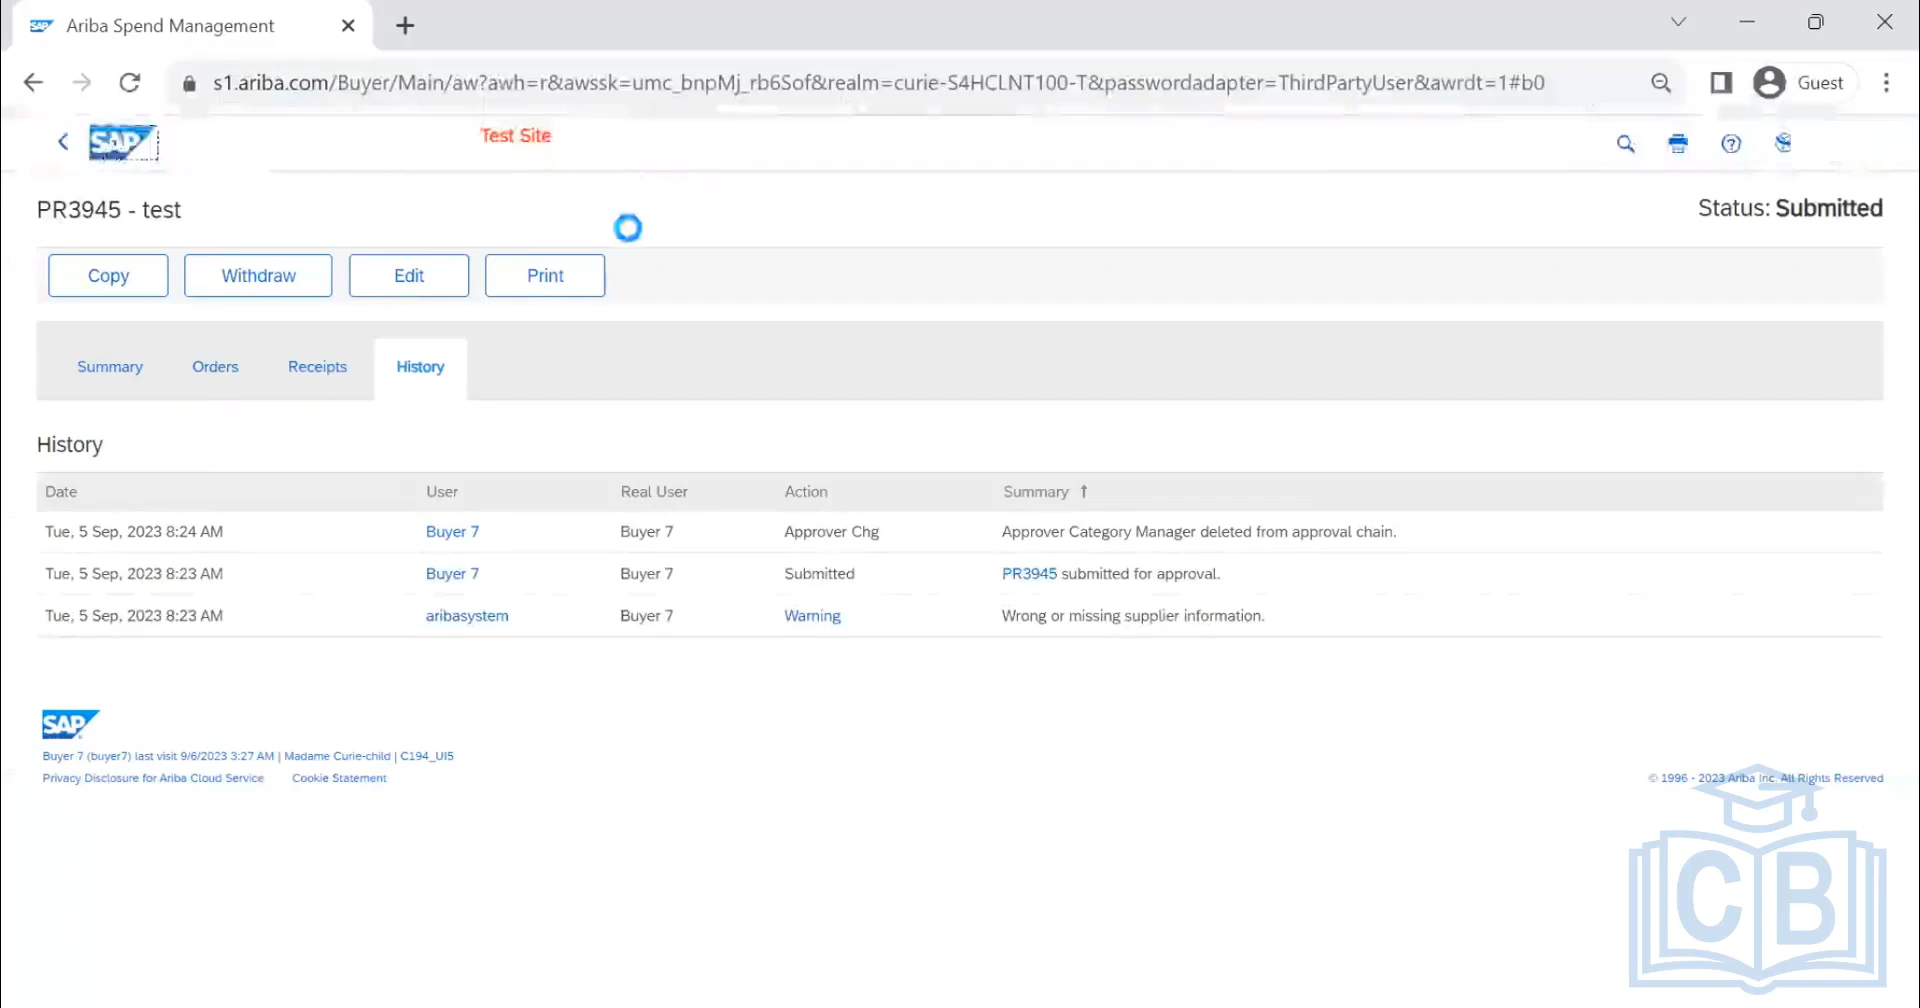 SAP Ariba Spend Management
s1.ariba.com/Buyer/Main/aw?awh=r&awssk=umc_bnpMj_rb6Sof&realm=curie-S4HCLNT100-T&passwordadapter=ThirdPartyUser&awrdt=1#b0 Guest
SAP Test Site
PR3945 - test Status: Submitted
Copy Withdraw Edit Print
Summary Orders Receipts History
History
Date User Real User Action Summary ↑
Tue, 5 Sep, 2023 8:24 AM Buyer 7 Buyer 7 Approver Chg Approver Category Manager deleted from approval chain.
Tue, 5 Sep, 2023 8:23 AM Buyer 7 Buyer 7 Submitted PR3945 submitted for approval.
Tue, 5 Sep, 2023 8:23 AM aribasystem Buyer 7 Warning Wrong or missing supplier information.
SAP
Buyer 7 (buyer7) last visit 9/6/2023 3:27 AM | Madame Curie-child | C194_UI5
Privacy Disclosure for Ariba Cloud Service Cookie Statement © 1996 - 2023 Ariba Inc. All Rights Reserved
CB